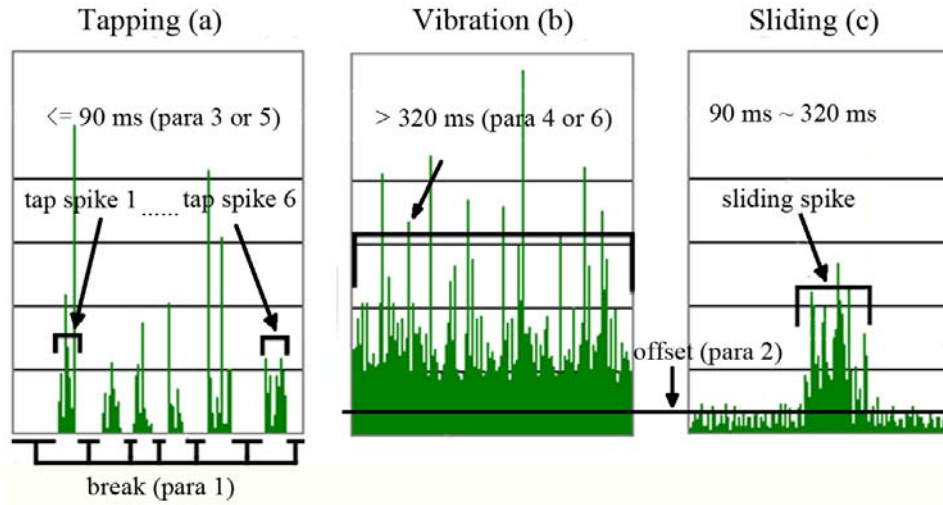 Tapping (a)
Vibration (b)
Sliding (c)
<= 90 ms (para 3 or 5)
> 320 ms (para 4 or 6)
90 ms ~ 320 ms
tap spike 1 ...... tap spike 6
sliding spike
offset (para 2)
break (para 1)